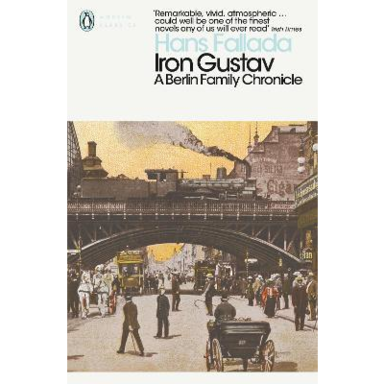 MODERN
CLASSICS
'Remarkable, vivid, atmospheric ...
could well be one of the finest
novels any of us will ever read' Irish Times
Hans Fallada
Iron Gustav
A Berlin Family Chronicle